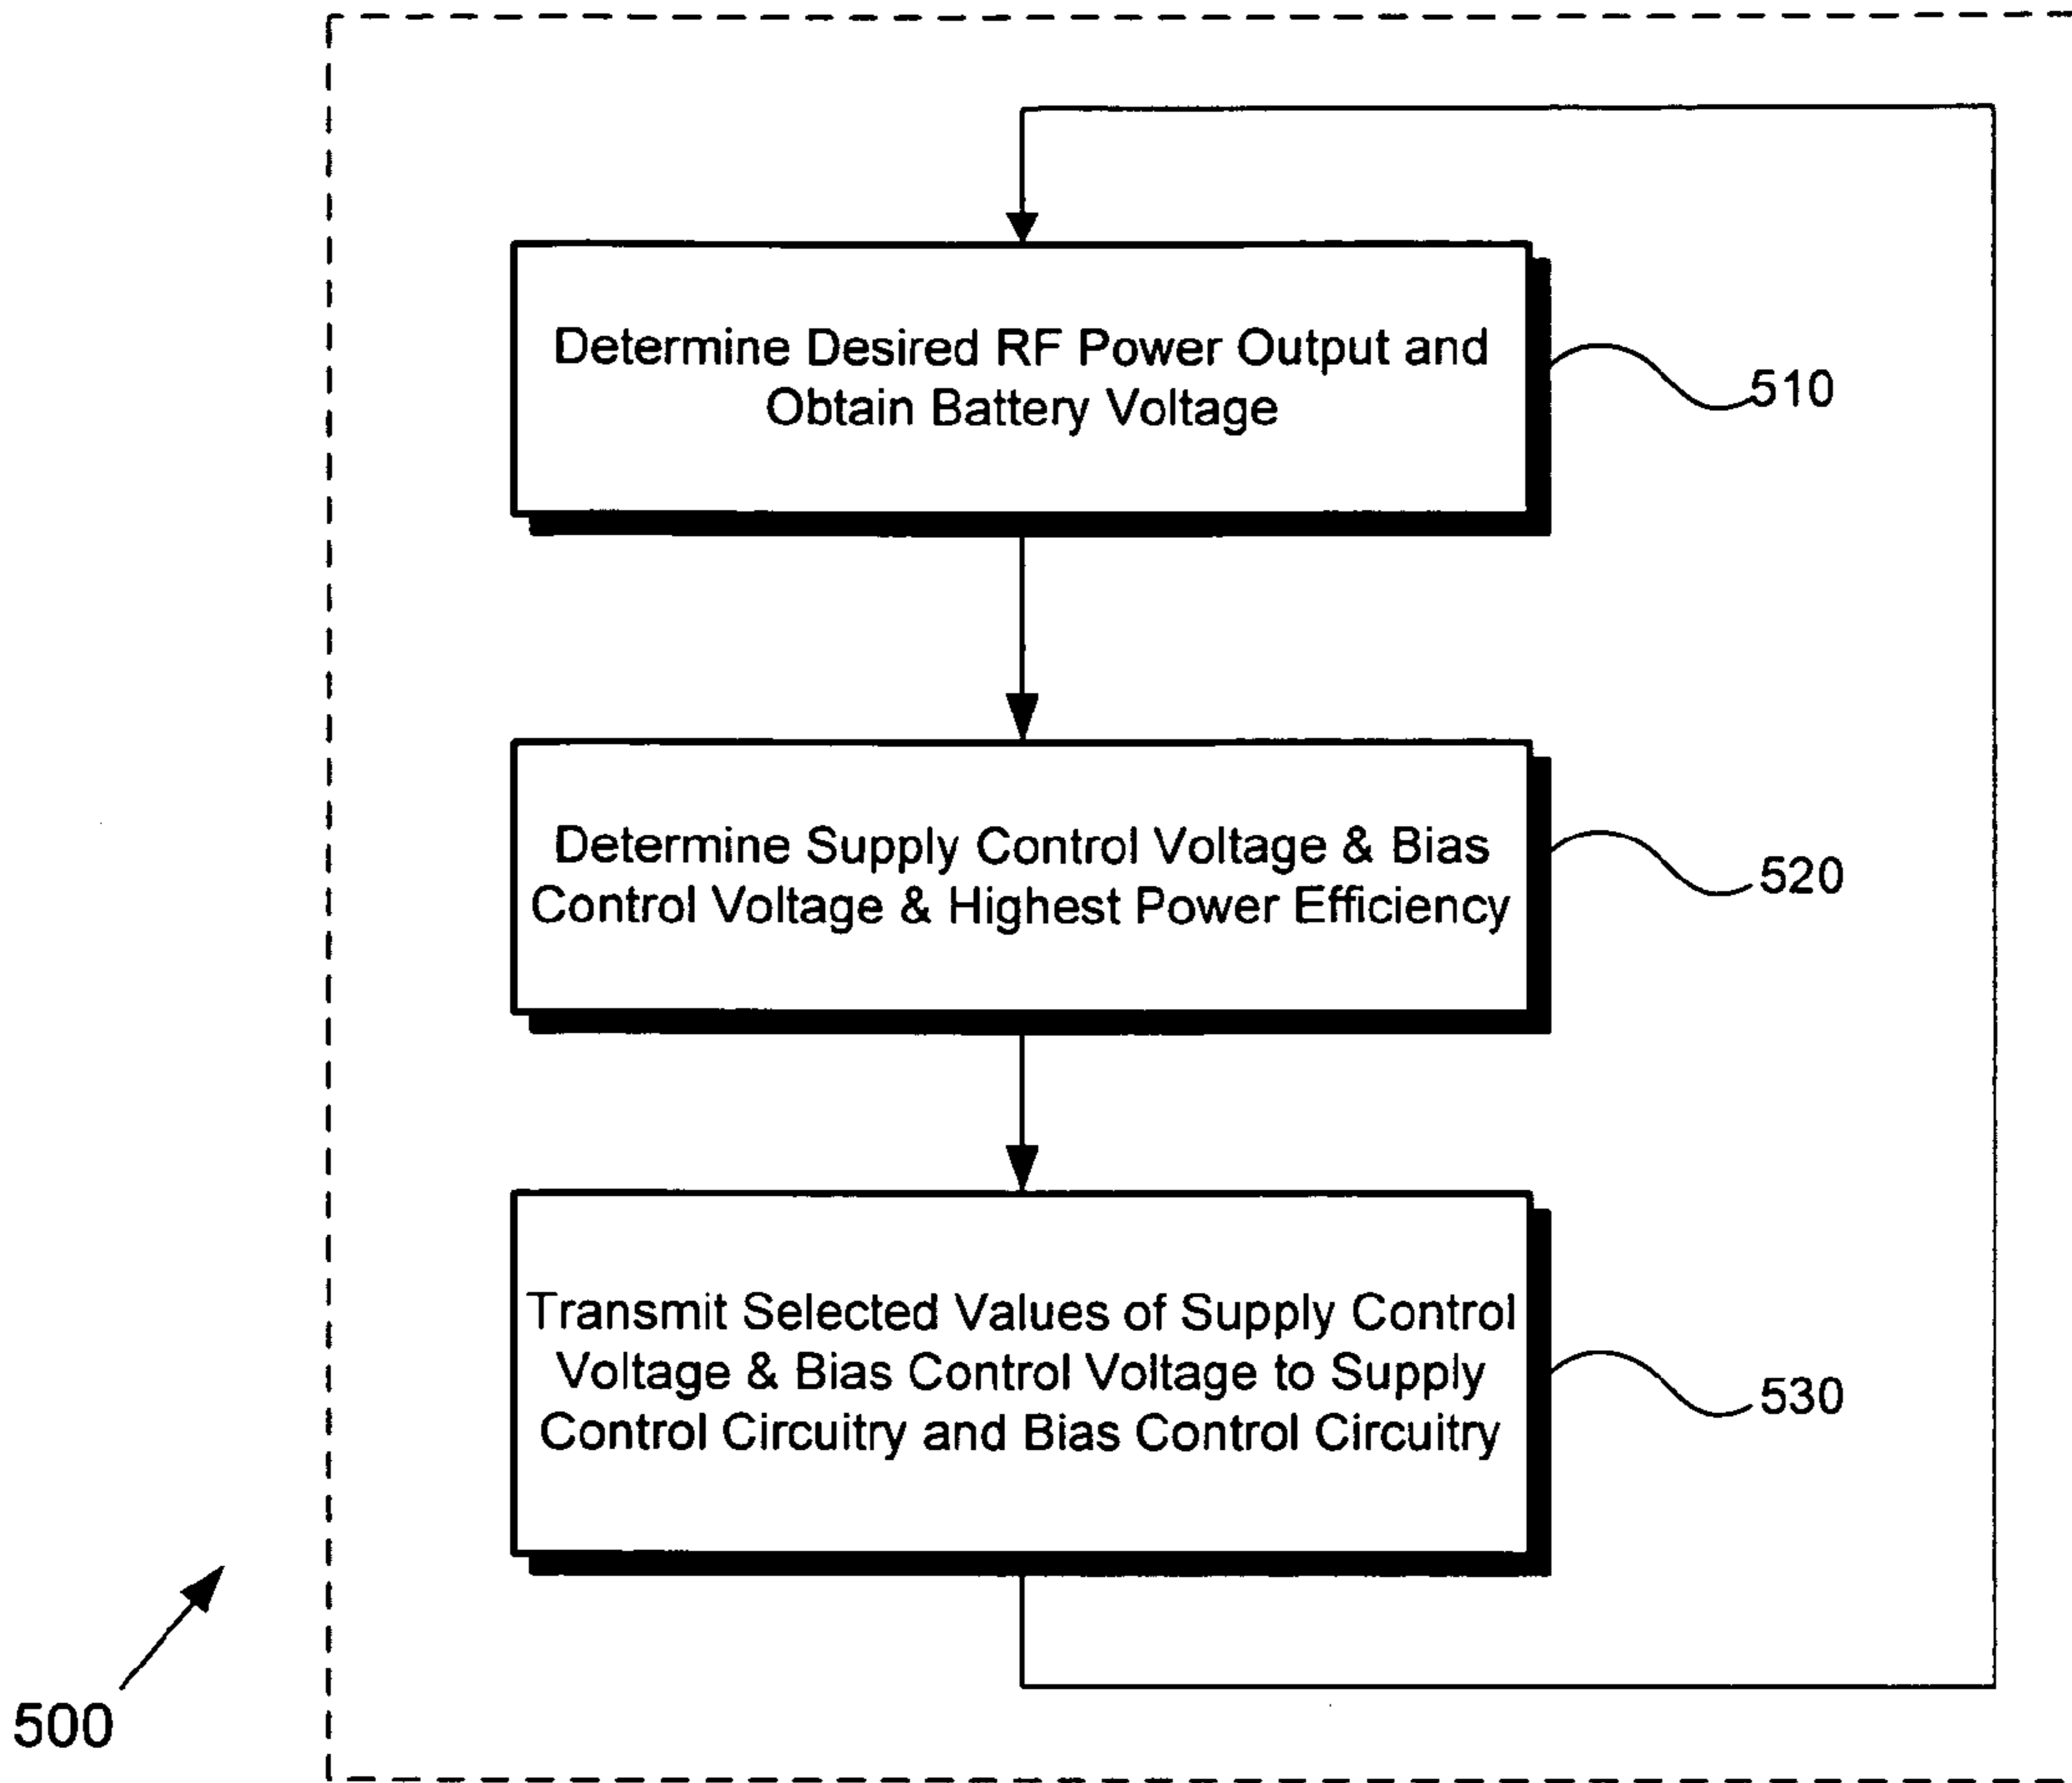 Determine Desired RF Power Output and
Obtain Battery Voltage
510
Determine Supply Control Voltage & Bias
Control Voltage & Highest Power Efficiency
520
Transmit Selected Values of Supply Control
Voltage & Bias Control Voltage to Supply
Control Circuitry and Bias Control Circuitry
530
500